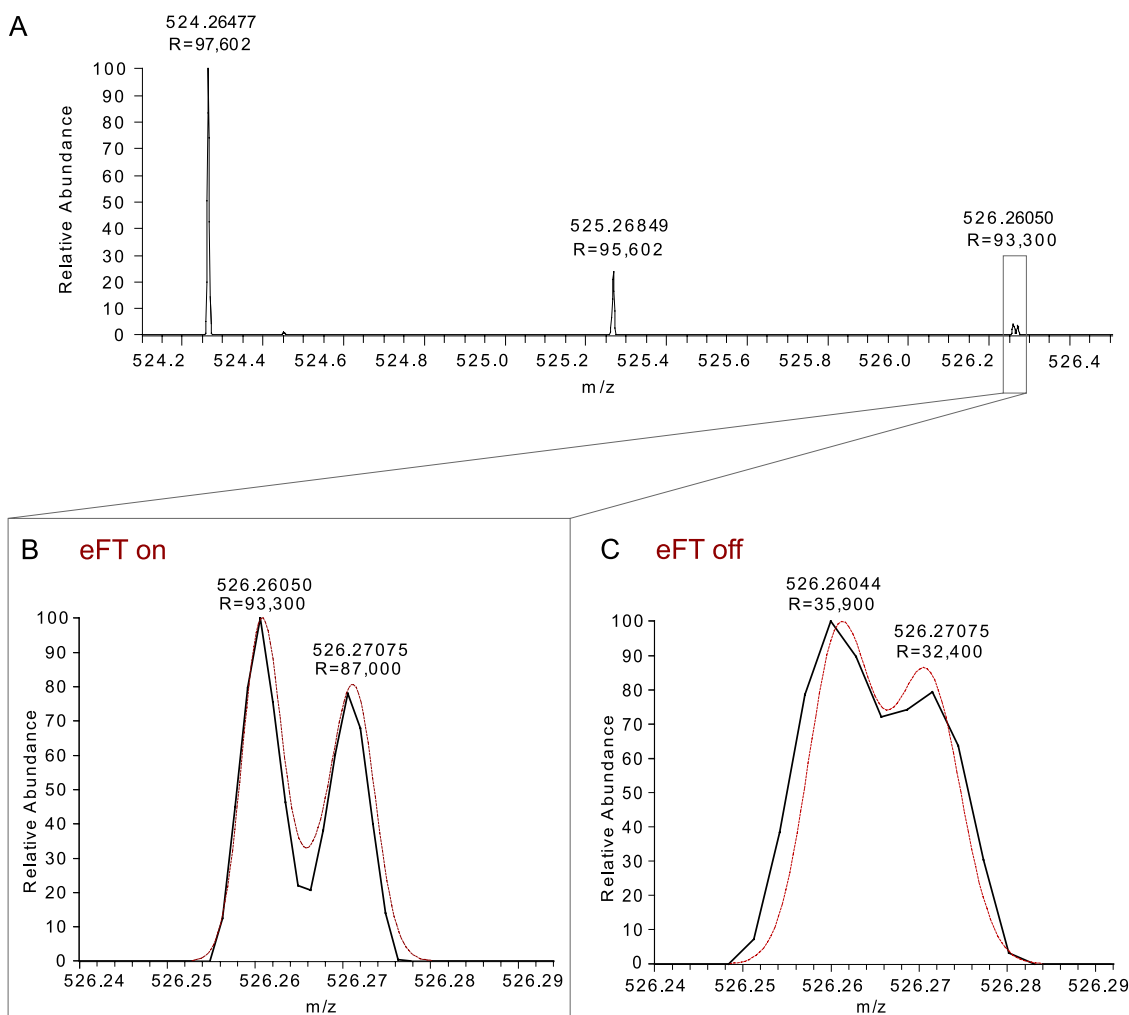 A
524.26477
R=97,602
525.26849
R=95,602
526.26050
R=93,300
Relative Abundance
100
90
80
70
60
50
40
30
20
10
0
524.2 524.4 524.6 524.8 525.0 525.2 525.4 525.6 525.8 526.0 526.2 526.4
m/z
B eFT on
526.26050
R=93,300
526.27075
R=87,000
Relative Abundance
100
90
80
70
60
50
40
30
20
10
0
526.24 526.25 526.26 526.27 526.28 526.29
m/z
C eFT off
526.26044
R=35,900
526.27075
R=32,400
Relative Abundance
100
90
80
70
60
50
40
30
20
10
0
526.24 526.25 526.26 526.27 526.28 526.29
m/z